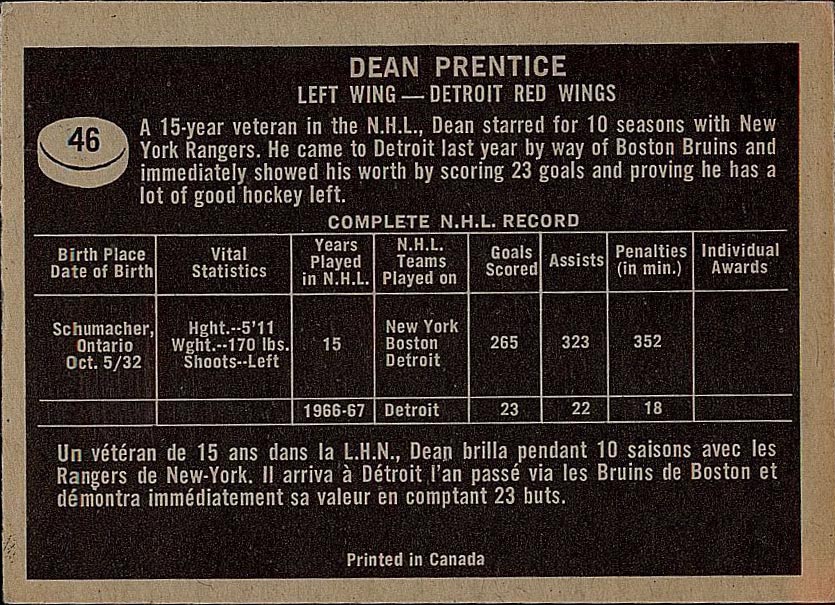 DEAN PRENTICE
LEFT WING — DETROIT RED WINGS
46
A 15-year veteran in the N.H.L., Dean starred for 10 seasons with New
York Rangers. He came to Detroit last year by way of Boston Bruins and
immediately showed his worth by scoring 23 goals and proving he has a
lot of good hockey left.
COMPLETE N.H.L. RECORD
Birth Place
Date of Birth
Vital
Statistics
Years
Played
in N.H.L.
N.H.L.
Teams
Played on
Goals
Scored
Assists
Penalties
(in min.)
Individual
Awards
Schumacher,
Ontario
Oct. 5/32
Hght.--5'11
Wght.--170 lbs.
Shoots--Left
15
New York
Boston
Detroit
265
323
352
1966-67
Detroit
23
22
18
Un vétéran de 15 ans dans la L.H.N., Dean brilla pendant 10 saisons avec les
Rangers de New-York. Il arriva à Détroit l'an passé via les Bruins de Boston et
démontra immédiatement sa valeur en comptant 23 buts.
Printed in Canada